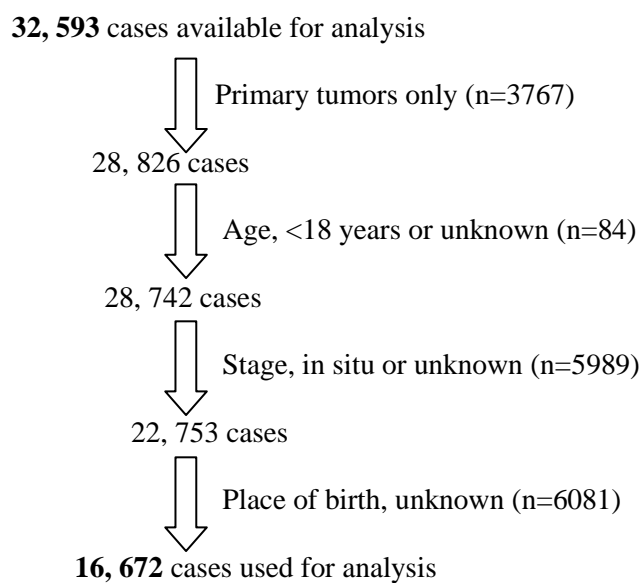 32, 593 cases available for analysis
Primary tumors only (n=3767)
28, 826 cases
Age, <18 years or unknown (n=84)
28, 742 cases
Stage, in situ or unknown (n=5989)
22, 753 cases
Place of birth, unknown (n=6081)
16, 672 cases used for analysis